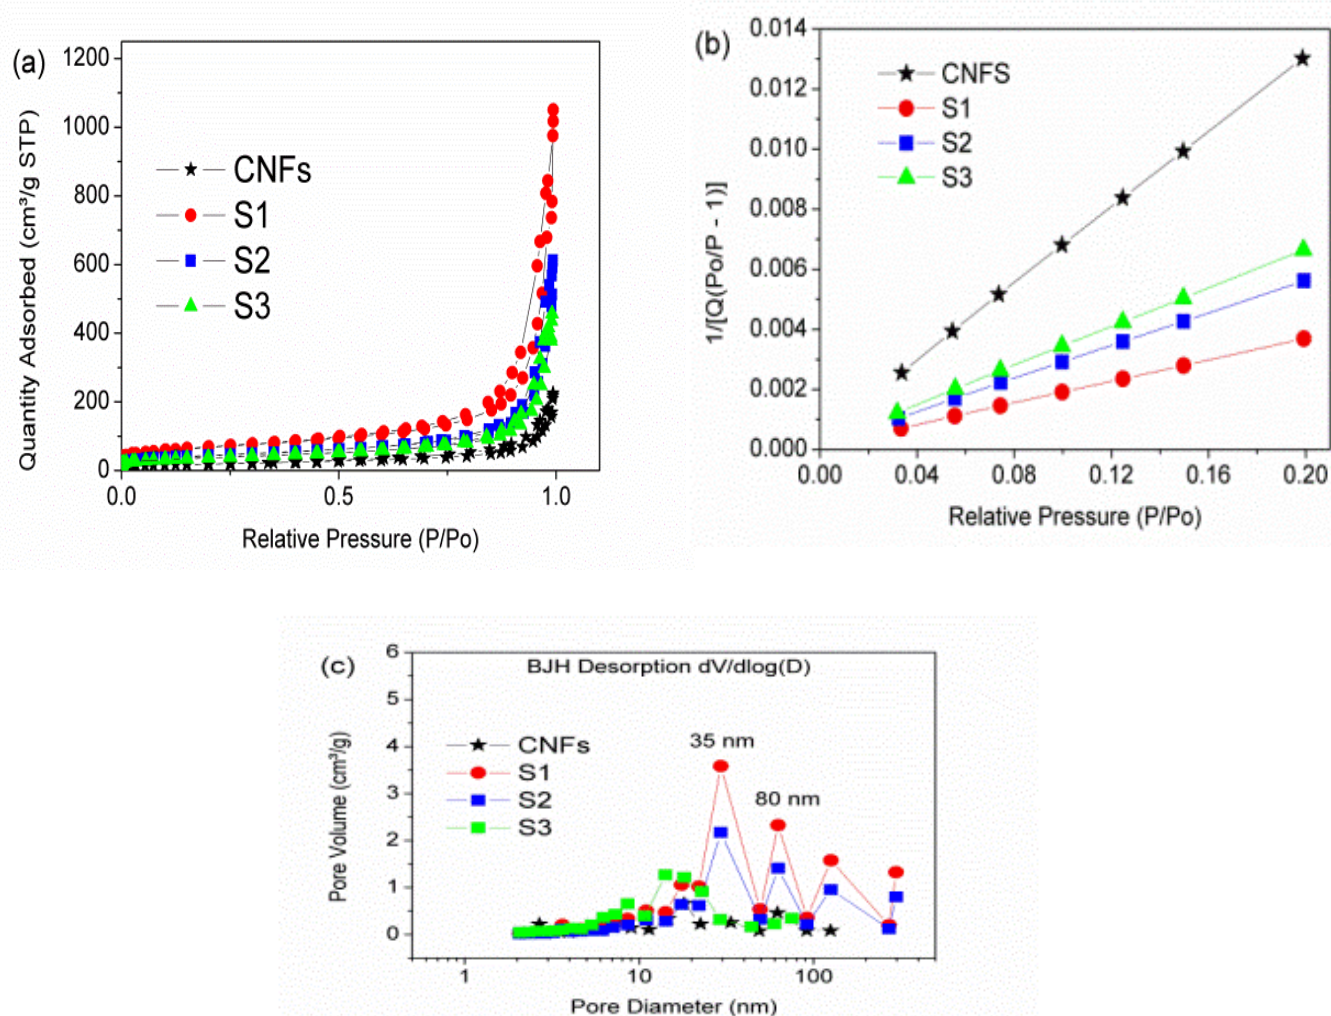 (a)
1200
1000
800
600
400
200
0
Quantity Adsorbed (cm³/g STP)
CNFs
S1
S2
S3
0.0 0.5 1.0
Relative Pressure (P/Po)
(b)
0.014
0.012
0.010
0.008
0.006
0.004
0.002
0.000
1/[Q(Po/P - 1)]
CNFS
S1
S2
S3
0.00 0.04 0.08 0.12 0.16 0.20
Relative Pressure (P/Po)
(c)
BJH Desorption dV/dlog(D)
6
5
4
3
2
1
0
Pore Volume (cm³/g)
CNFs
S1
S2
S3
35 nm
80 nm
1 10 100
Pore Diameter (nm)